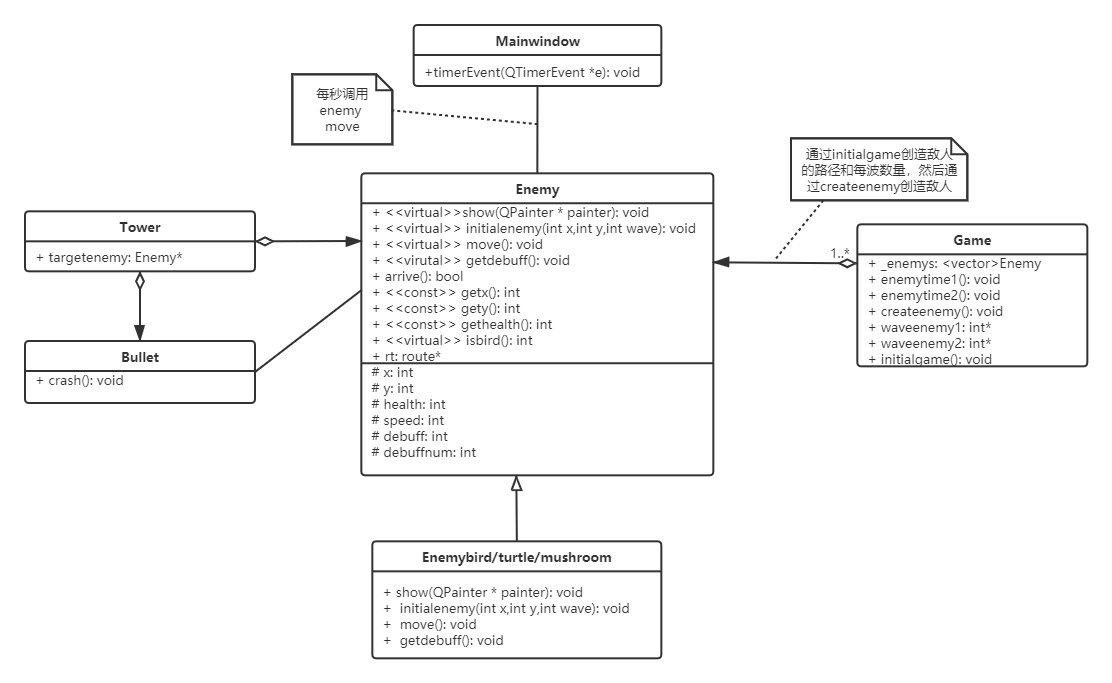 Mainwindow
+timerEvent(QTimerEvent *e): void
每秒调用
enemy
move
通过initialgame创造敌人
的路径和每波数量，然后通
过createenemy创造敌人
Enemy
+ <<virtual>>show(QPainter * painter): void
+ <<virtual>> initialenemy(int x,int y,int wave): void
+ <<virtual>> move(): void
+ <<virutal>> getdebuff(): void
+ arrive(): bool
+ <<const>> getx(): int
+ <<const>> gety(): int
+ <<const>> gethealth(): int
+ <<virtual>> isbird(): int
+ rt: route*
# x: int
# y: int
# health: int
# speed: int
# debuff: int
# debuffnum: int
Tower
+ targetenemy: Enemy*
Bullet
+ crash(): void
1..*
Game
+ _enemys: <vector>Enemy
+ enemytime1(): void
+ enemytime2(): void
+ createenemy(): void
+ waveenemy1: int*
+ waveenemy2: int*
+ initialgame(): void
Enemybird/turtle/mushroom
+ show(QPainter * painter): void
+ initialenemy(int x,int y,int wave): void
+ move(): void
+ getdebuff(): void